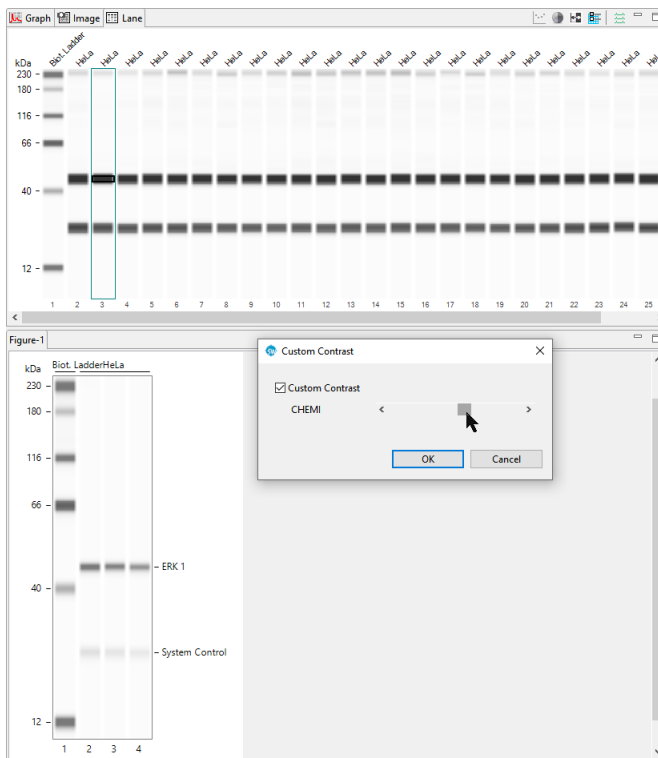 Graph Image Lane
kDa Biot. Ladder HeLa HeLa HeLa HeLa HeLa HeLa HeLa HeLa HeLa HeLa HeLa HeLa HeLa HeLa HeLa HeLa HeLa HeLa HeLa HeLa HeLa HeLa HeLa HeLa
230
180
116
66
40
12
1 2 3 4 5 6 7 8 9 10 11 12 13 14 15 16 17 18 19 20 21 22 23 24 25
Figure-1
Custom Contrast
Custom Contrast
CHEMI
OK Cancel
kDa Biot. LadderHeLa
230
180
116
66
ERK 1
40
System Control
12
1 2 3 4